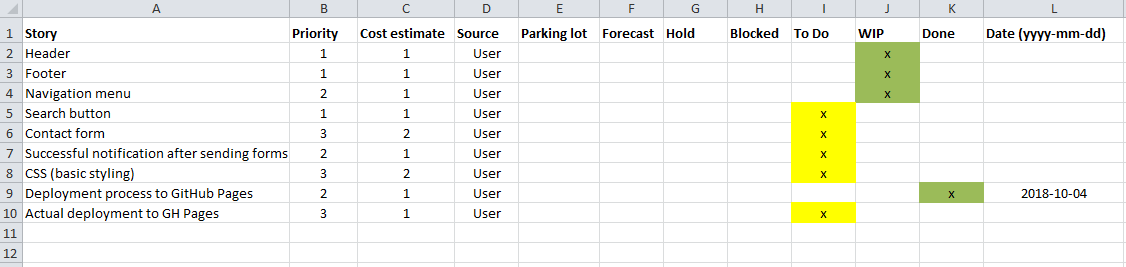 A B C D E F G H I J K L
1 Story Priority Cost estimate Source Parking lot Forecast Hold Blocked To Do WIP Done Date (yyyy-mm-dd)
2 Header 1 1 User x
3 Footer 1 1 User x
4 Navigation menu 2 1 User x
5 Search button 1 1 User x
6 Contact form 3 2 User x
7 Successful notification after sending forms 2 1 User x
8 CSS (basic styling) 3 2 User x
9 Deployment process to GitHub Pages 2 1 User x 2018-10-04
10 Actual deployment to GH Pages 3 1 User x
11
12